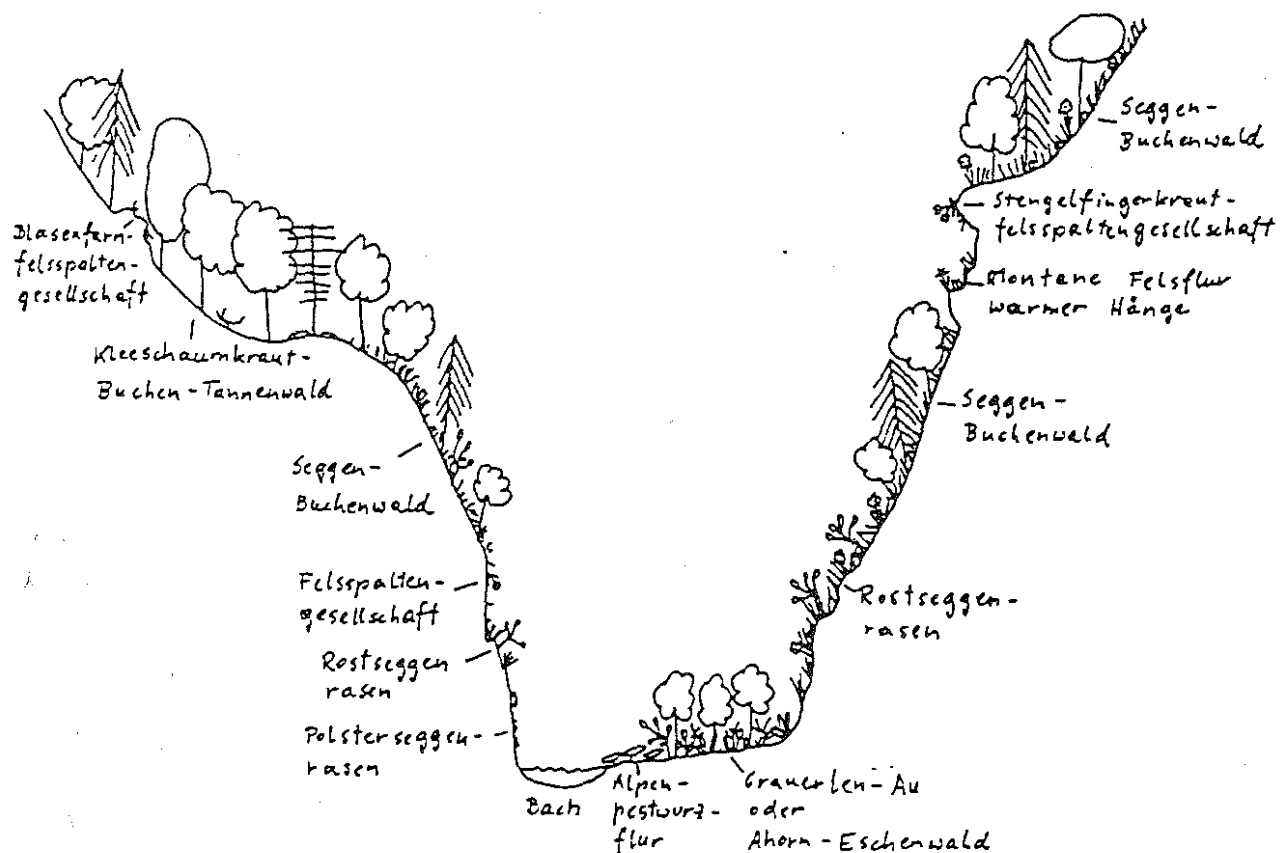 Blasenfarn-
felsspalten-
gesellschaft
Kleeschaumkraut-
Buchen-Tannenwald
Seggen-
Buchenwald
Felsspalten-
gesellschaft
Rostseggen
rasen
Polsterseggen-
rasen
Bach
Alpen-
pestwurz-
flur
Grauerlen-Au
oder
Ahorn-Eschenwald
Rostseggen-
rasen
Seggen-
Buchenwald
Montane Felsflur
warmer Hänge
Stengelfingerkraut-
felsspaltengesellschaft
Seggen-
Buchenwald